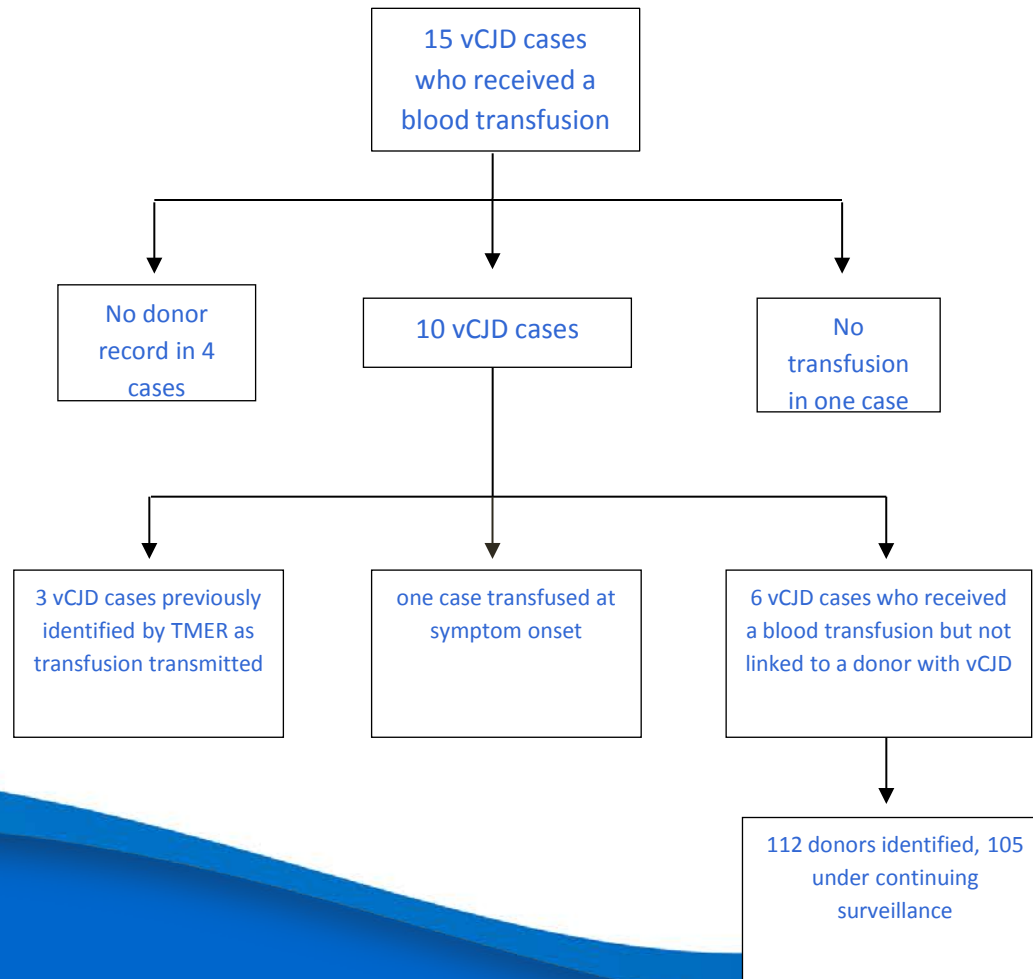 15 vCJD cases
who received a
blood transfusion
No donor
record in 4
cases
10 vCJD cases
No
transfusion
in one case
3 vCJD cases previously
identified by TMER as
transfusion transmitted
one case transfused at
symptom onset
6 vCJD cases who received
a blood transfusion but not
linked to a donor with vCJD
112 donors identified, 105
under continuing
surveillance